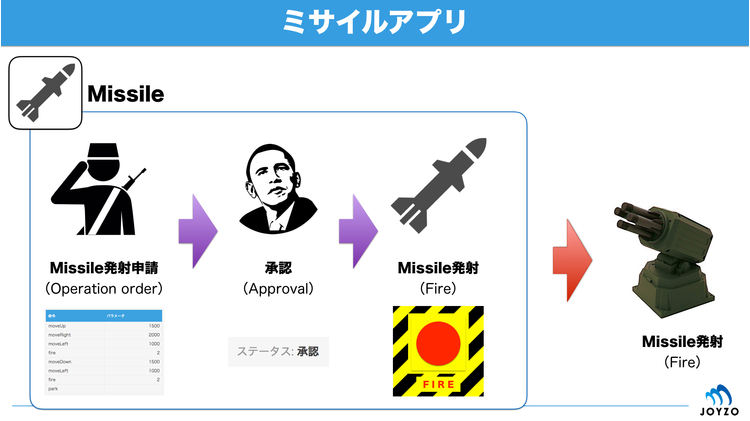 ミサイルアプリ
Missile
Missile発射申請
（Operation order）
承認
（Approval）
Missile発射
（Fire）
命令 パラメータ
moveUp 1500
moveRight 2000
moveLeft 1000
fire 2
moveDown 1500
moveLeft 1000
fire 2
park
ステータス: 承認
FIRE
Missile発射
（Fire）
JOYZO